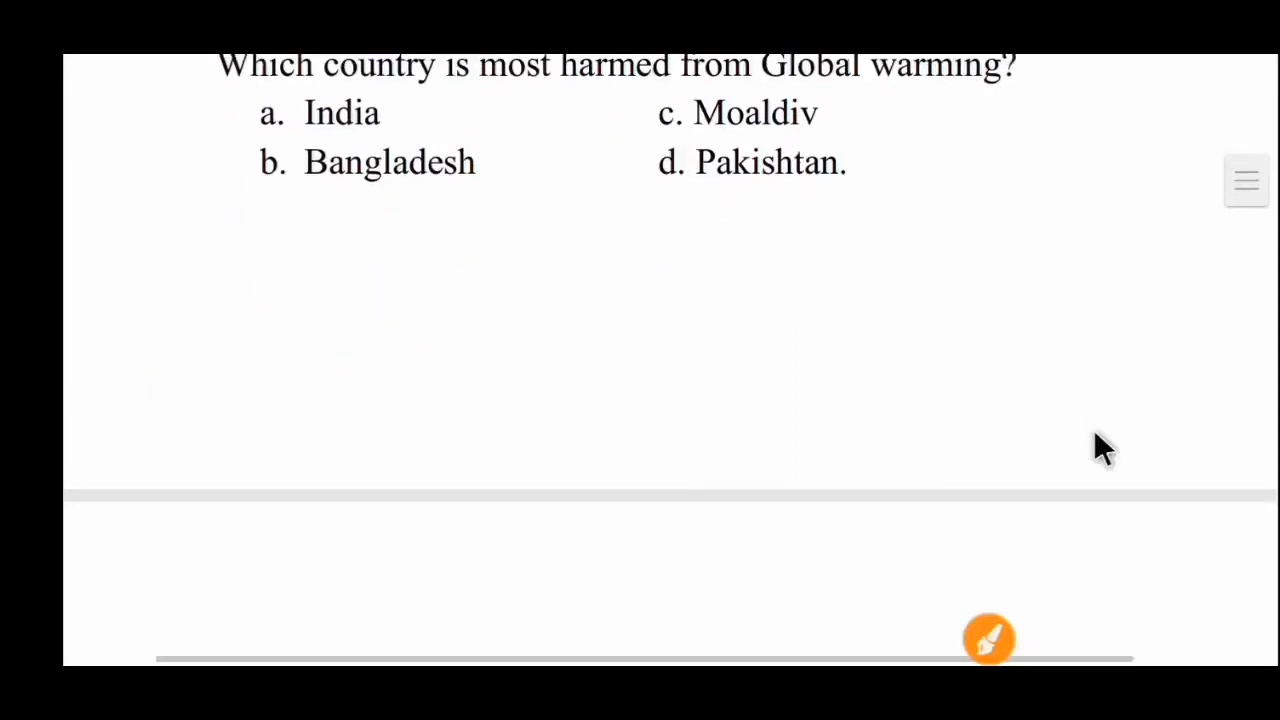 Which country is most harmed from Global warming?
a. India
c. Moaldiv
b. Bangladesh
d. Pakishtan.